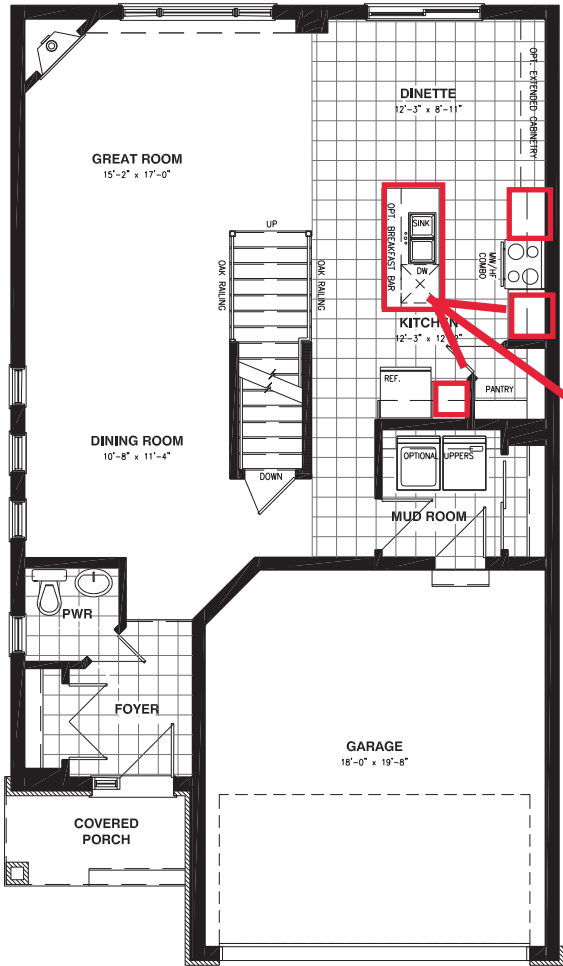 OPT. EXTENDED CABINETRY
DINETTE
12'-3" x 8'-11"
GREAT ROOM
15'-2" x 17'-0"
SINK
OPT. BREAKFAST BAR
UP
OAK RAILING
OAK RAILING
MW/HF
COMBO
DW
KITCHEN
REF.
PANTRY
DINING ROOM
10'-8" x 11'-4"
OPTIONAL UPPERS
DOWN
MUD ROOM
PWR
FOYER
GARAGE
18'-0" x 19'-8"
COVERED
PORCH